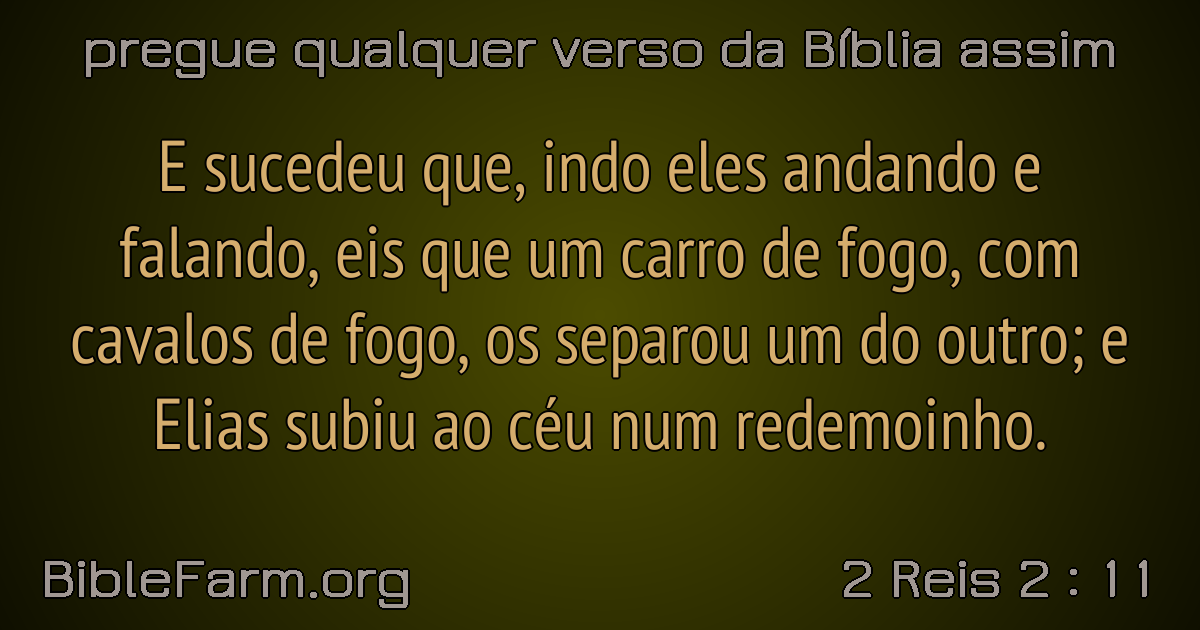 pregue qualquer verso da Bíblia assim
E sucedeu que, indo eles andando e
falando, eis que um carro de fogo, com
cavalos de fogo, os separou um do outro; e
Elias subiu ao céu num redemoinho.
BibleFarm.org
2 Reis 2 : 11